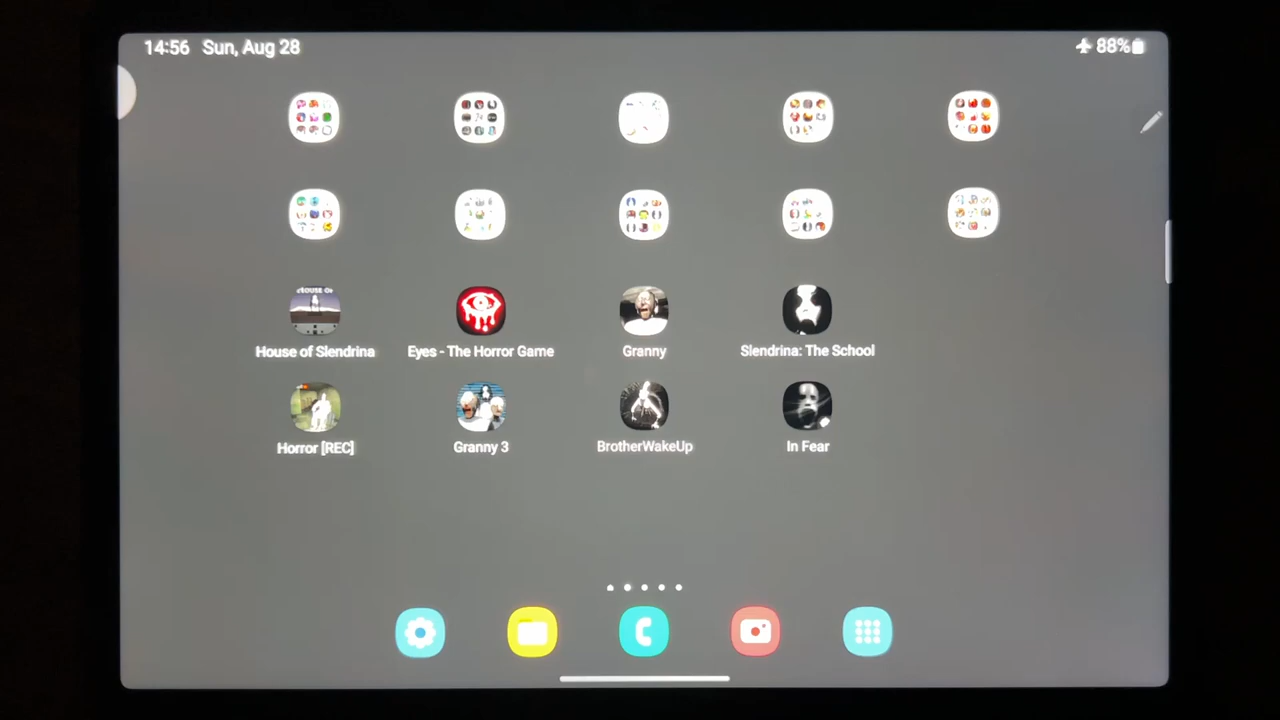 14:56 Sun, Aug 28
88%
House of Slendrina
Eyes - The Horror Game
Granny
Slendrina: The School
Horror [REC]
Granny 3
BrotherWakeUp
In Fear